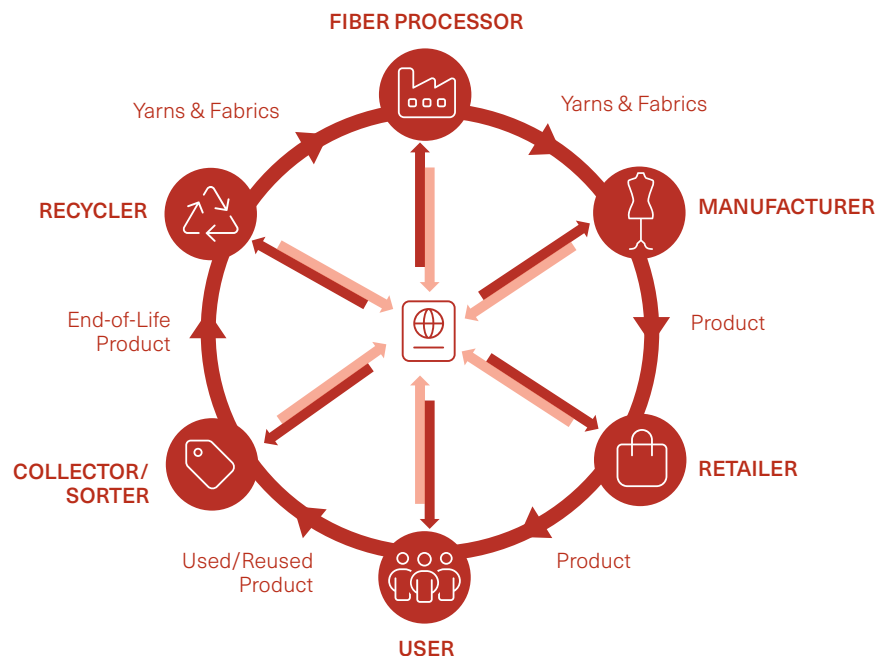 FIBER PROCESSOR
Yarns & Fabrics
Yarns & Fabrics
RECYCLER
MANUFACTURER
End-of-Life
Product
Product
COLLECTOR/
SORTER
RETAILER
Used/Reused
Product
Product
USER